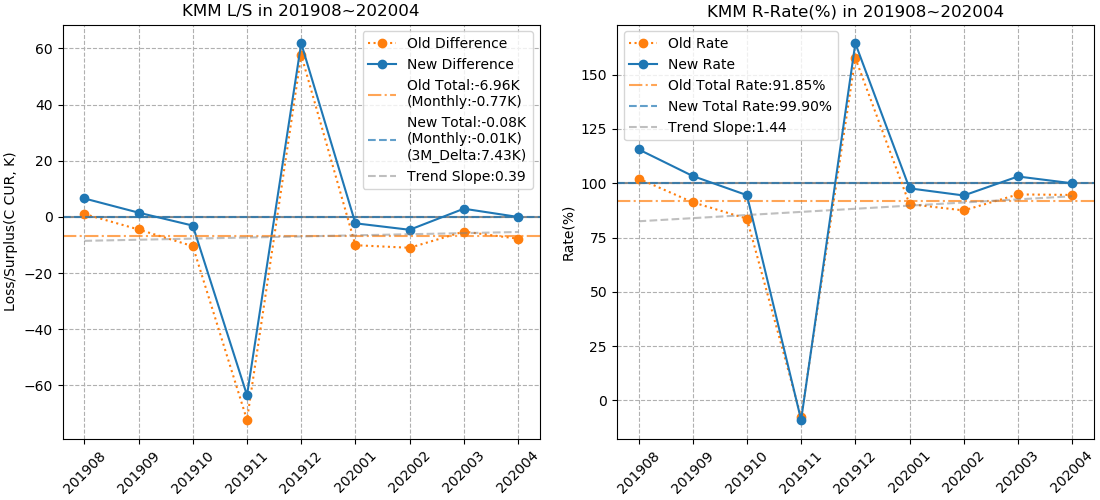 KMM L/S in 201908~202004
Loss/Surplus(C CUR, K)
60
40
20
0
−20
−40
−60
Old Difference
New Difference
Old Total:-6.96K
(Monthly:-0.77K)
New Total:-0.08K
(Monthly:-0.01K)
(3M_Delta:7.43K)
Trend Slope:0.39
201908
201909
201910
201911
201912
202001
202002
202003
202004
KMM R-Rate(%) in 201908~202004
Rate(%)
150
125
100
75
50
25
0
Old Rate
New Rate
Old Total Rate:91.85%
New Total Rate:99.90%
Trend Slope:1.44
201908
201909
201910
201911
201912
202001
202002
202003
202004